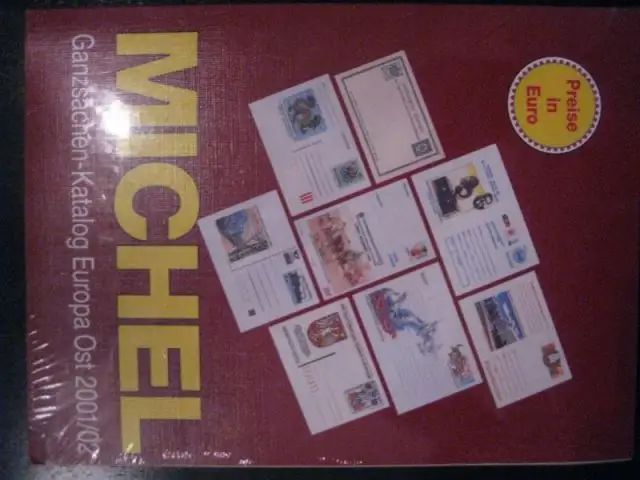 Preise
in
Euro
MICHEL
Ganzsachen-Katalog Europa Ost 2001/02